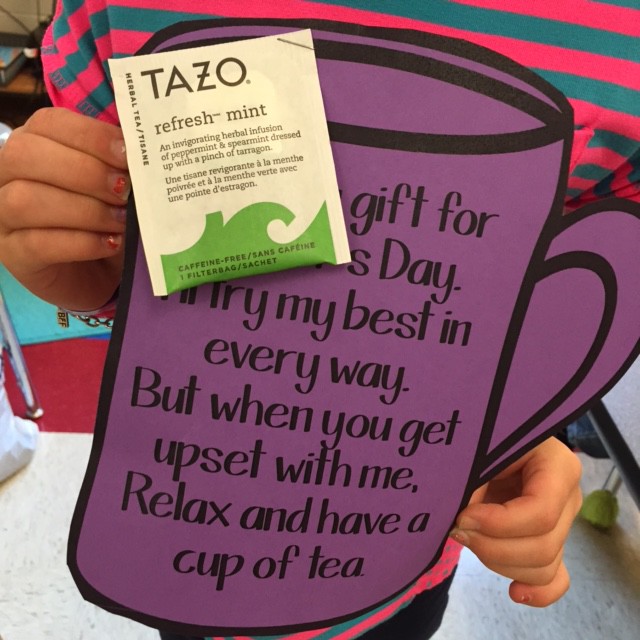 HERBAL TEA/TISANE
TAZO®
refresh™ mint
An invigorating herbal infusion
of peppermint & spearmint dressed
up with a pinch of tarragon.
Une tisane revigorante à la menthe
poivrée et à la menthe verte avec
une pointe d'estragon.
CAFFEINE-FREE/SANS CAFÉINE
1 FILTERBAG/SACHET
gift for
's Day.
I'll try my best in
every way.
But when you get
upset with me,
Relax and have a
cup of tea.
BFF